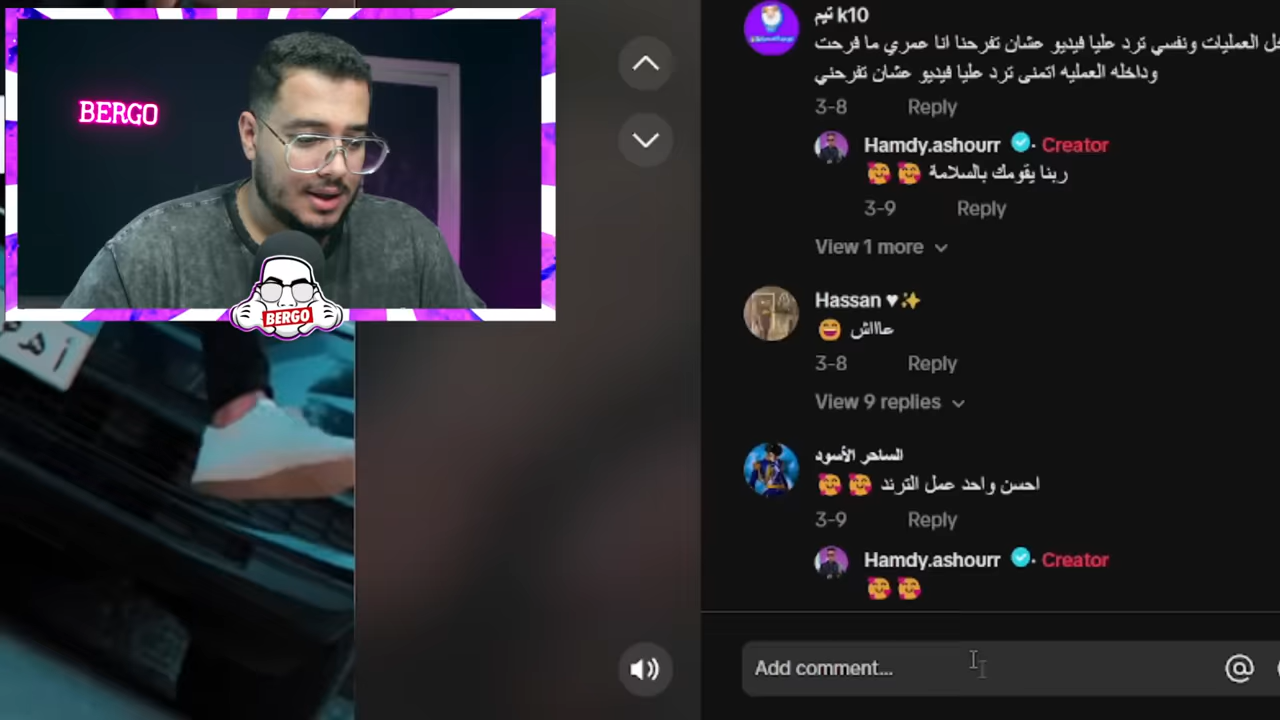 BERGO
BERGO
أ ه
تيم k10
العمليات ونفسي ترد عليا فيديو عشان تفرحنا انا عمري ما فرحت
وداخله العمليه اتمنى ترد عليا فيديو عشان تفرحني
3-8 Reply
Hamdy.ashourr · Creator
ربنا يقومك بالسلامة 🥰 🥰
3-9 Reply
View 1 more
Hassan ♥✨
عاااش 😄
3-8 Reply
View 9 replies
الساحر الأسود
احسن واحد عمل الترند 🥰 🥰
3-9 Reply
Hamdy.ashourr · Creator
🥰 🥰
Add comment...
@